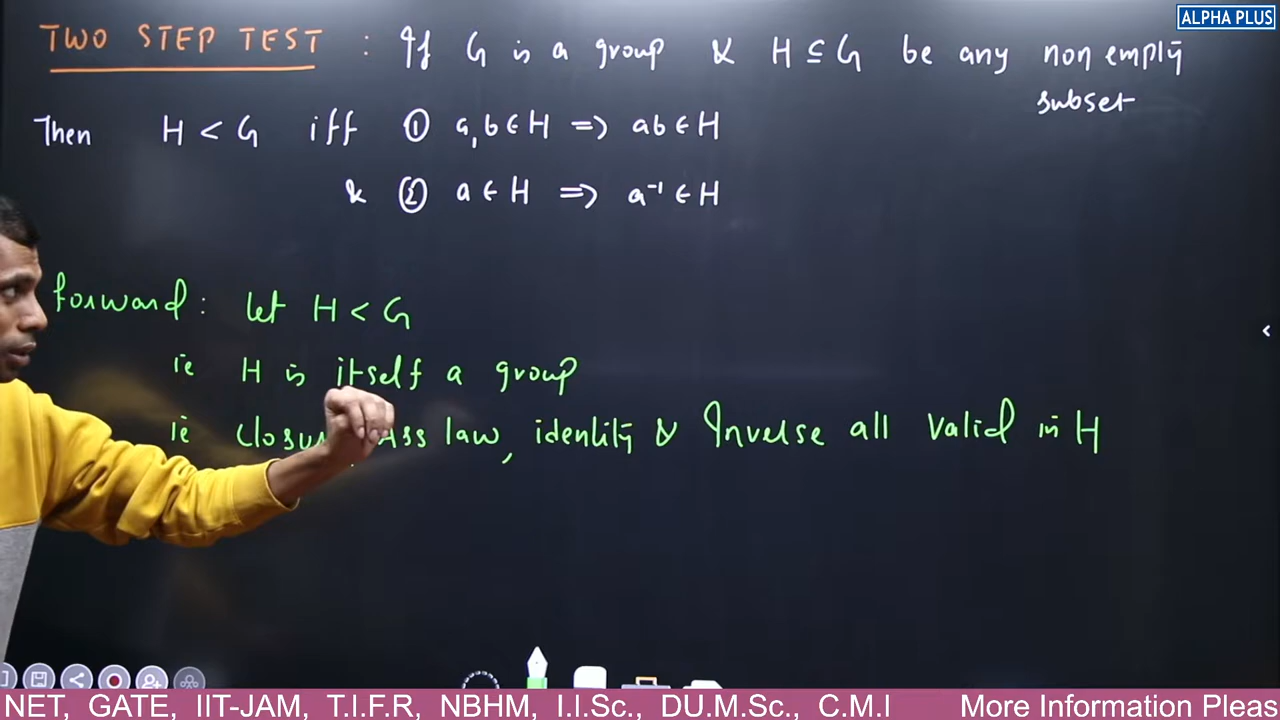 ALPHA PLUS
TWO STEP TEST : If G is a group & H ⊆ G be any non empty
subset
Then H < G iff ① a,b ∈ H => ab ∈ H
& ② a ∈ H => a⁻¹ ∈ H
forward : let H < G
ie H is itself a group
ie law, identity & Inverse all valid in H
NET, GATE, IIT-JAM, T.I.F.R, NBHM, I.I.Sc., DU.M.Sc., C.M.I More Information Pleas